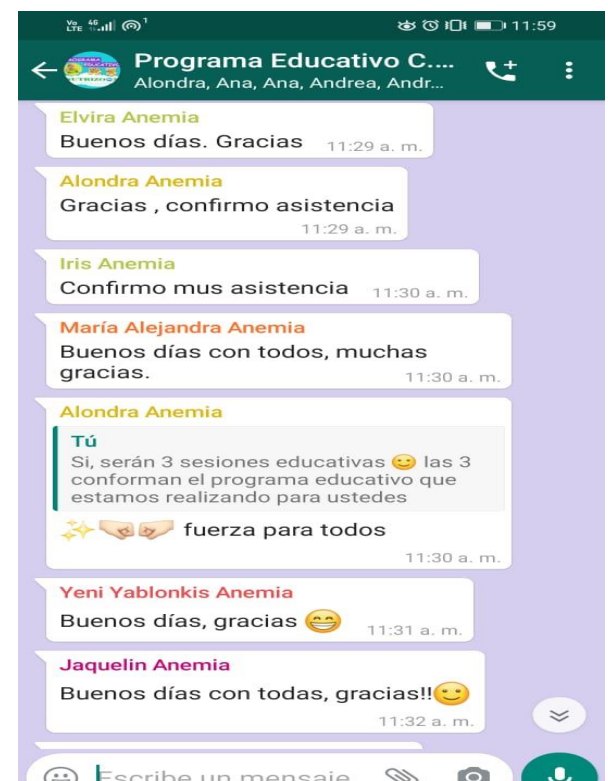 Vo LTE 46 11:59
Programa Educativo C....
Alondra, Ana, Ana, Andrea, Andr...
Elvira Anemia
Buenos días. Gracias 11:29 a. m.
Alondra Anemia
Gracias , confirmo asistencia
11:29 a. m.
Iris Anemia
Confirmo mus asistencia 11:30 a. m.
María Alejandra Anemia
Buenos días con todos, muchas
gracias. 11:30 a. m.
Alondra Anemia
Tú
Si, serán 3 sesiones educativas 😊 las 3
conforman el programa educativo que
estamos realizando para ustedes
✨🤜🏻🤛🏻 fuerza para todos
11:30 a. m.
Yeni Yablonkis Anemia
Buenos días, gracias 😁 11:31 a. m.
Jaquelin Anemia
Buenos días con todas, gracias!!🙂
11:32 a. m.
Escribe un mensaje